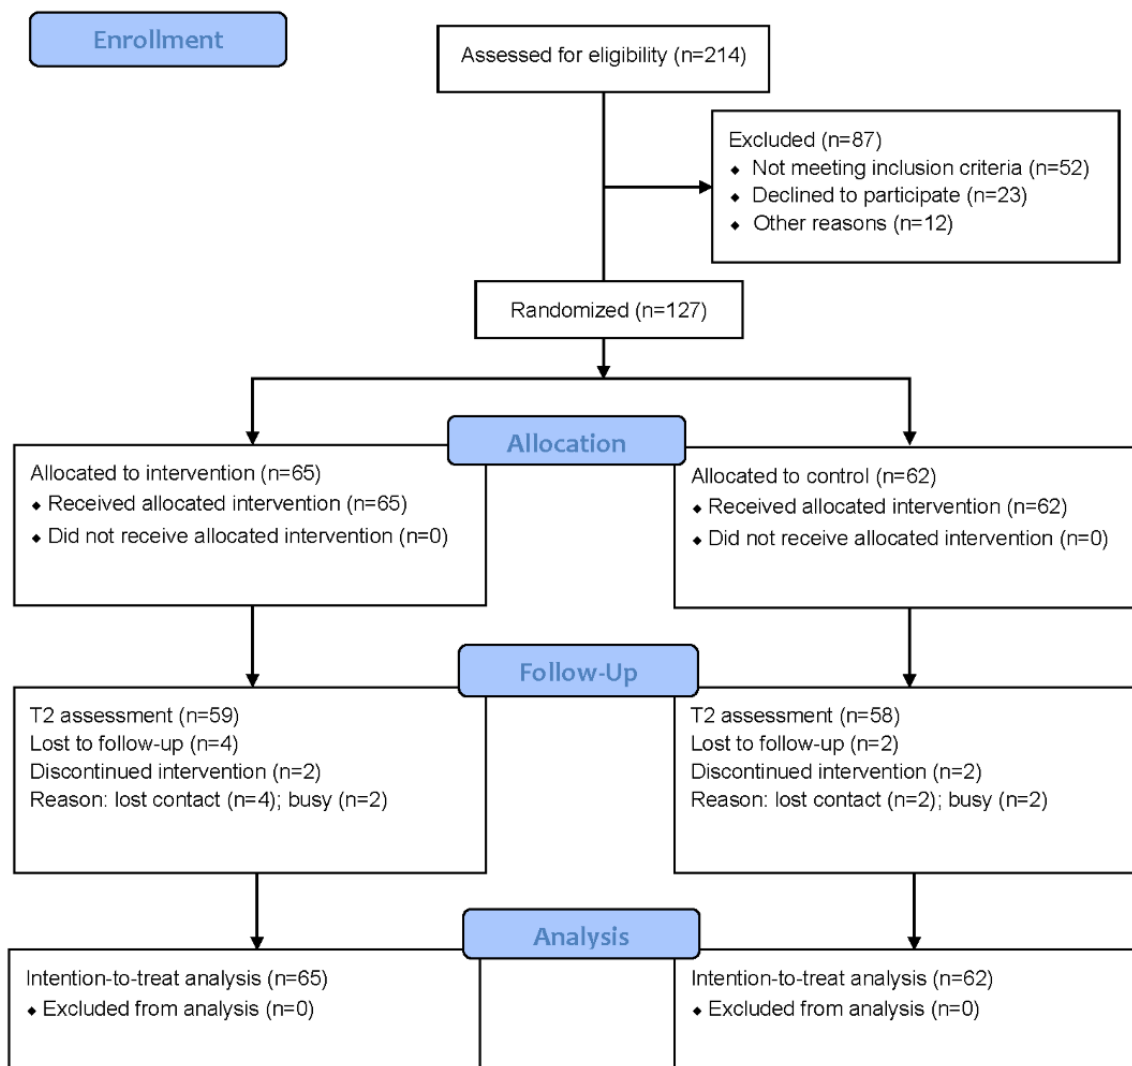 Enrollment
Assessed for eligibility (n=214)
Excluded (n=87)
⬥ Not meeting inclusion criteria (n=52)
⬥ Declined to participate (n=23)
⬥ Other reasons (n=12)
Randomized (n=127)
Allocation
Allocated to intervention (n=65)
⬥ Received allocated intervention (n=65)
⬥ Did not receive allocated intervention (n=0)
Allocated to control (n=62)
⬥ Received allocated intervention (n=62)
⬥ Did not receive allocated intervention (n=0)
Follow-Up
T2 assessment (n=59)
Lost to follow-up (n=4)
Discontinued intervention (n=2)
Reason: lost contact (n=4); busy (n=2)
T2 assessment (n=58)
Lost to follow-up (n=2)
Discontinued intervention (n=2)
Reason: lost contact (n=2); busy (n=2)
Analysis
Intention-to-treat analysis (n=65)
⬥ Excluded from analysis (n=0)
Intention-to-treat analysis (n=62)
⬥ Excluded from analysis (n=0)